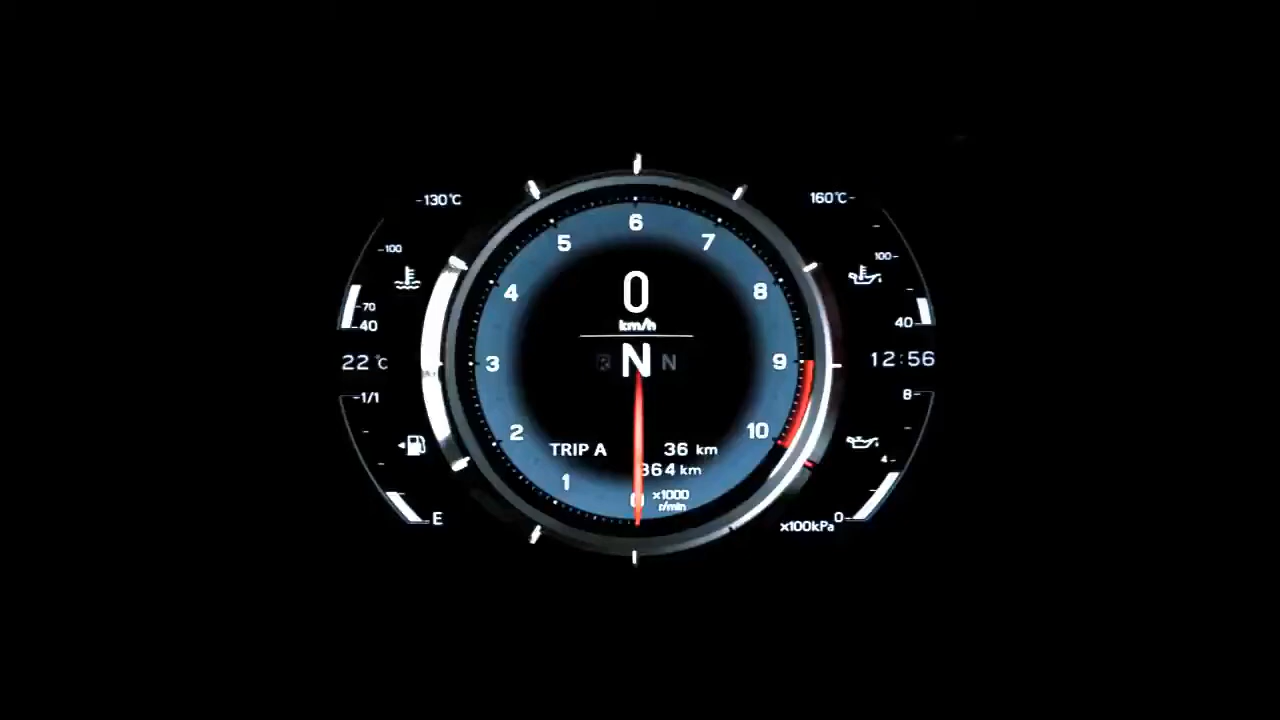 130℃
100
70
40
22℃
1/1
E
5
6
7
4
8
3
9
2
10
1
0
km/h
N
N
TRIP A 36 km
364 km
x1000
r/min
160℃
100
40
12:56
8
4
0
x100kPa